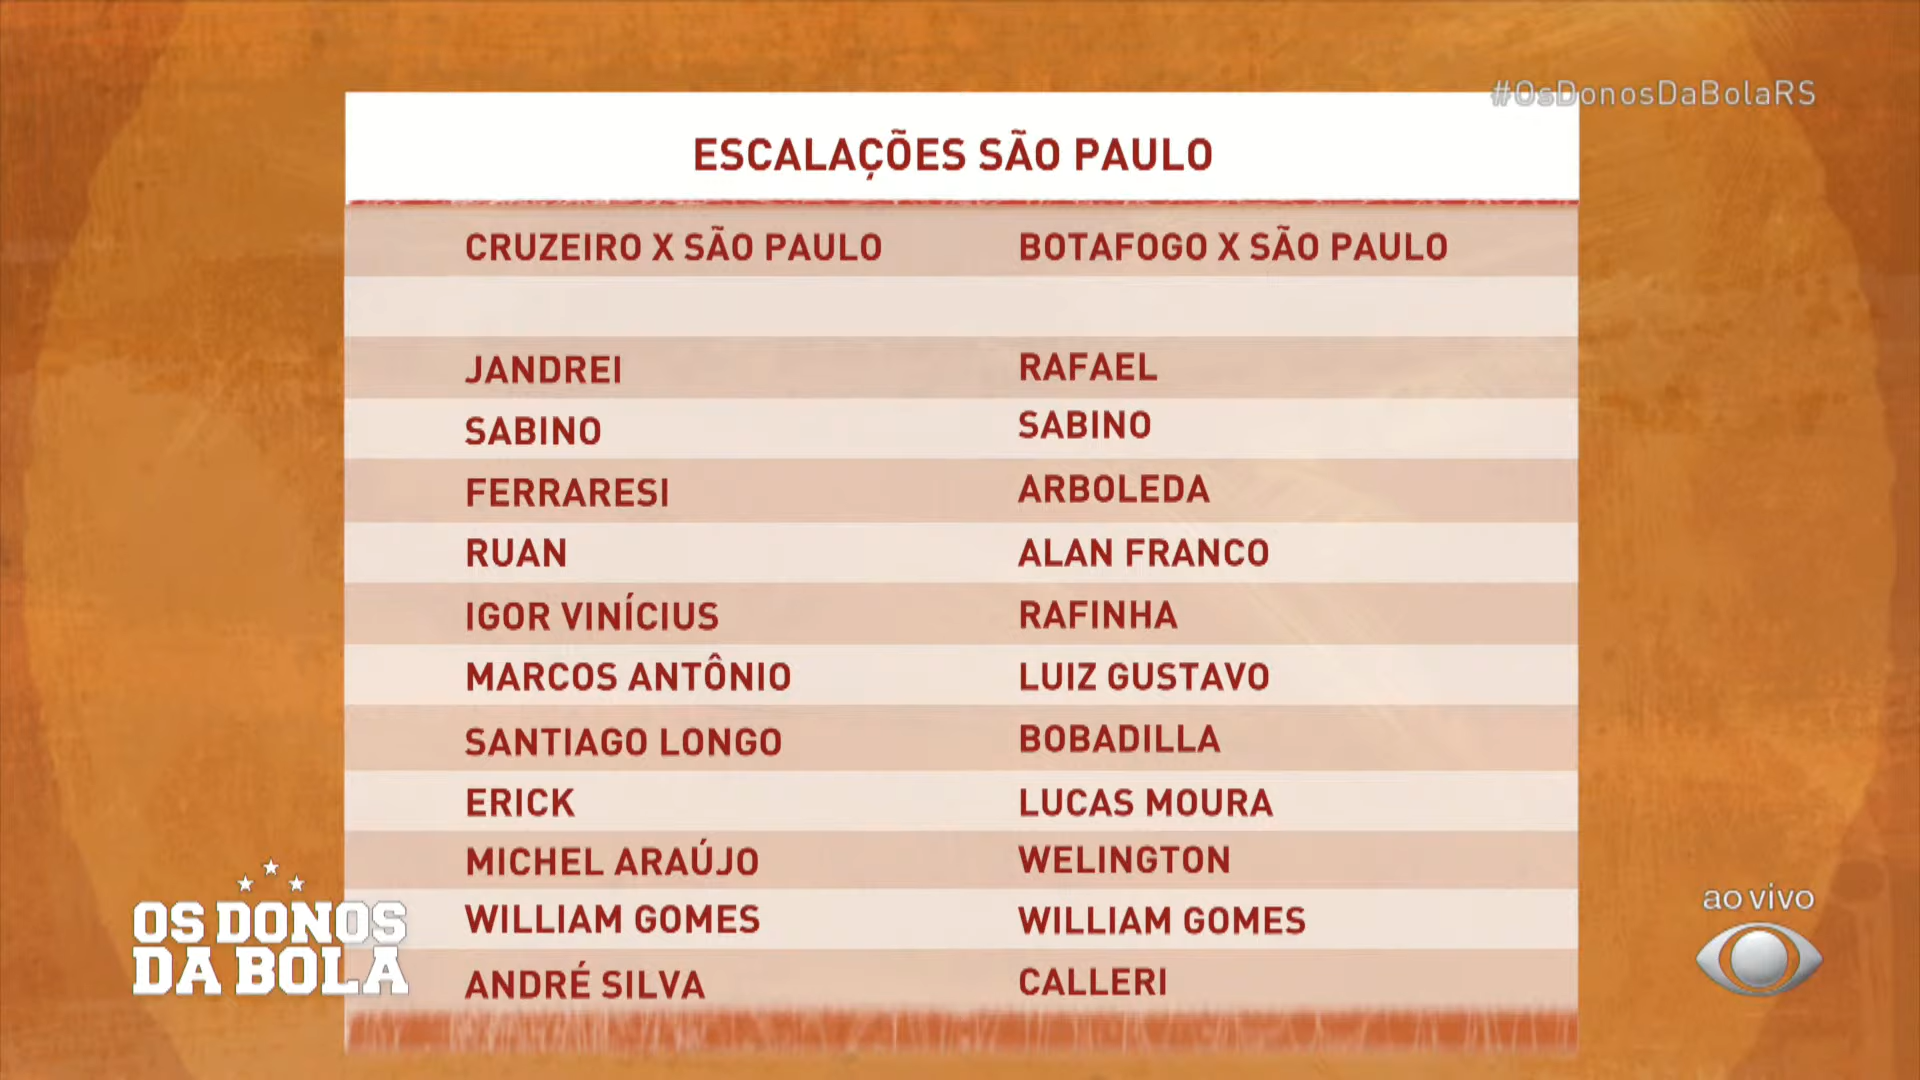 #OsDonosDaBolaRS
ESCALAÇÕES SÃO PAULO
CRUZEIRO X SÃO PAULO BOTAFOGO X SÃO PAULO
JANDREI RAFAEL
SABINO SABINO
FERRARESI ARBOLEDA
RUAN ALAN FRANCO
IGOR VINÍCIUS RAFINHA
MARCOS ANTÔNIO LUIZ GUSTAVO
SANTIAGO LONGO BOBADILLA
ERICK LUCAS MOURA
MICHEL ARAÚJO WELINGTON
WILLIAM GOMES WILLIAM GOMES
ANDRÉ SILVA CALLERI
OS DONOS
DA BOLA
ao vivo